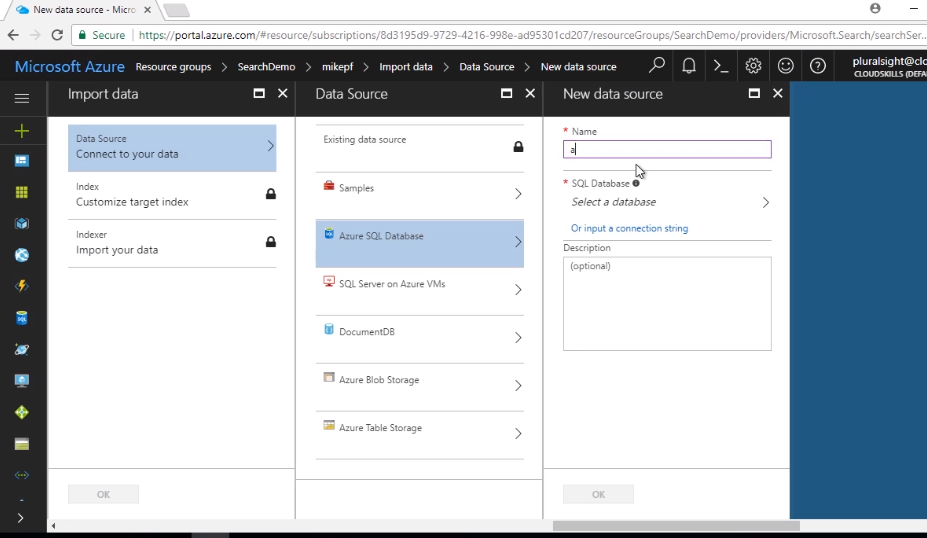 New data source - Micro
Secure https://portal.azure.com/#resource/subscriptions/8d3195d9-9729-4216-998e-ad95301cd207/resourceGroups/SearchDemo/providers/Microsoft.Search/searchSer...
Microsoft Azure Resource groups > SearchDemo > mikepf > Import data > Data Source > New data source
pluralsight@clo
CLOUDSKILLS (DEFA
Import data
Data Source
New data source
Data Source
Connect to your data
Index
Customize target index
Indexer
Import your data
OK
Existing data source
Samples
Azure SQL Database
SQL Server on Azure VMs
DocumentDB
Azure Blob Storage
Azure Table Storage
* Name
a
* SQL Database
Select a database
Or input a connection string
Description
(optional)
OK